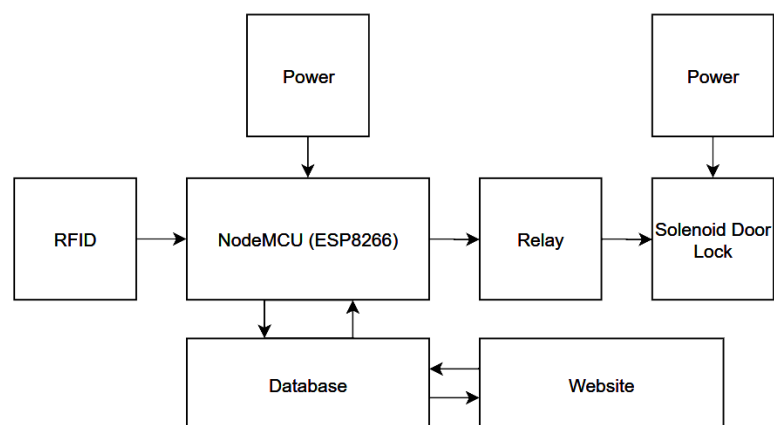 Power
Power
RFID
NodeMCU (ESP8266)
Relay
Solenoid Door
Lock
Database
Website